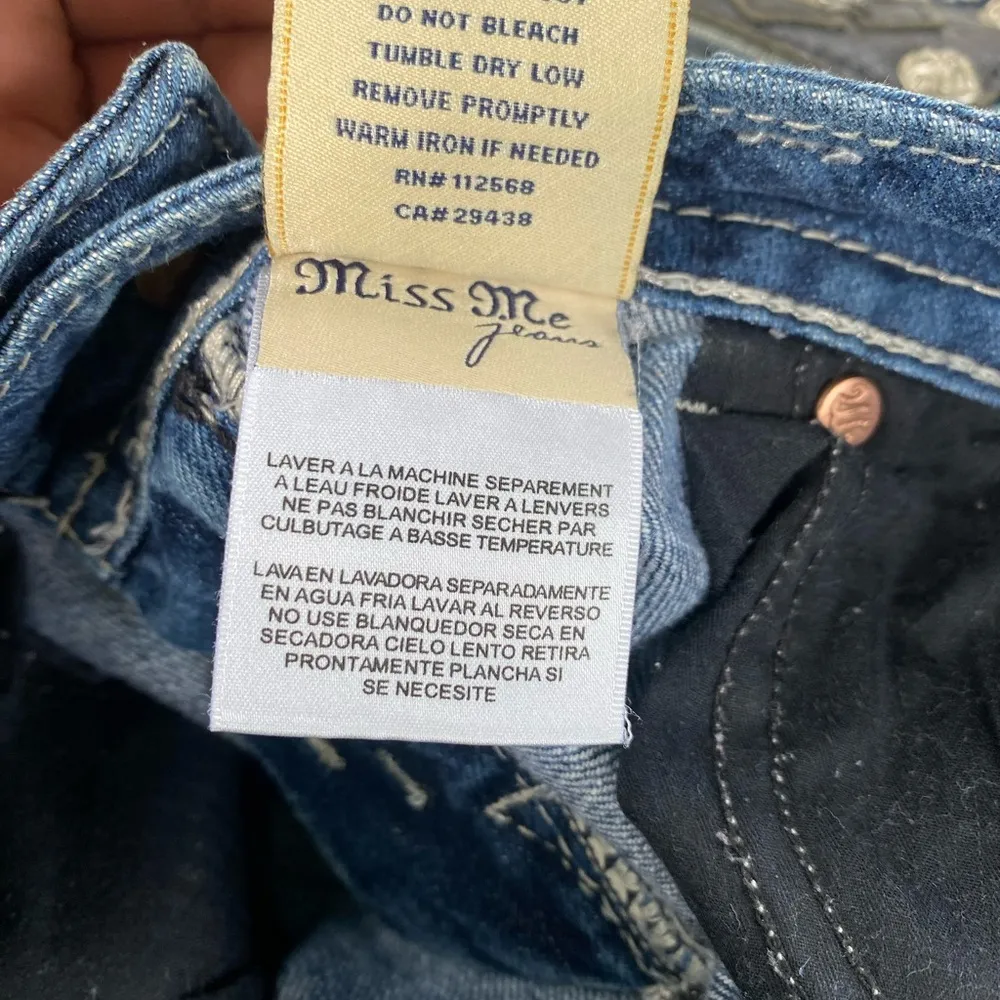 DO NOT BLEACH
TUMBLE DRY LOW
REMOVE PROMPTLY
WARM IRON IF NEEDED
RN# 112568
CA# 29438
Miss Me
Jeans
LAVER A LA MACHINE SEPAREMENT
A LEAU FROIDE LAVER A LENVERS
NE PAS BLANCHIR SECHER PAR
CULBUTAGE A BASSE TEMPERATURE
LAVA EN LAVADORA SEPARADAMENTE
EN AGUA FRIA LAVAR AL REVERSO
NO USE BLANQUEDOR SECA EN
SECADORA CIELO LENTO RETIRA
PRONTAMENTE PLANCHA SI
SE NECESITE